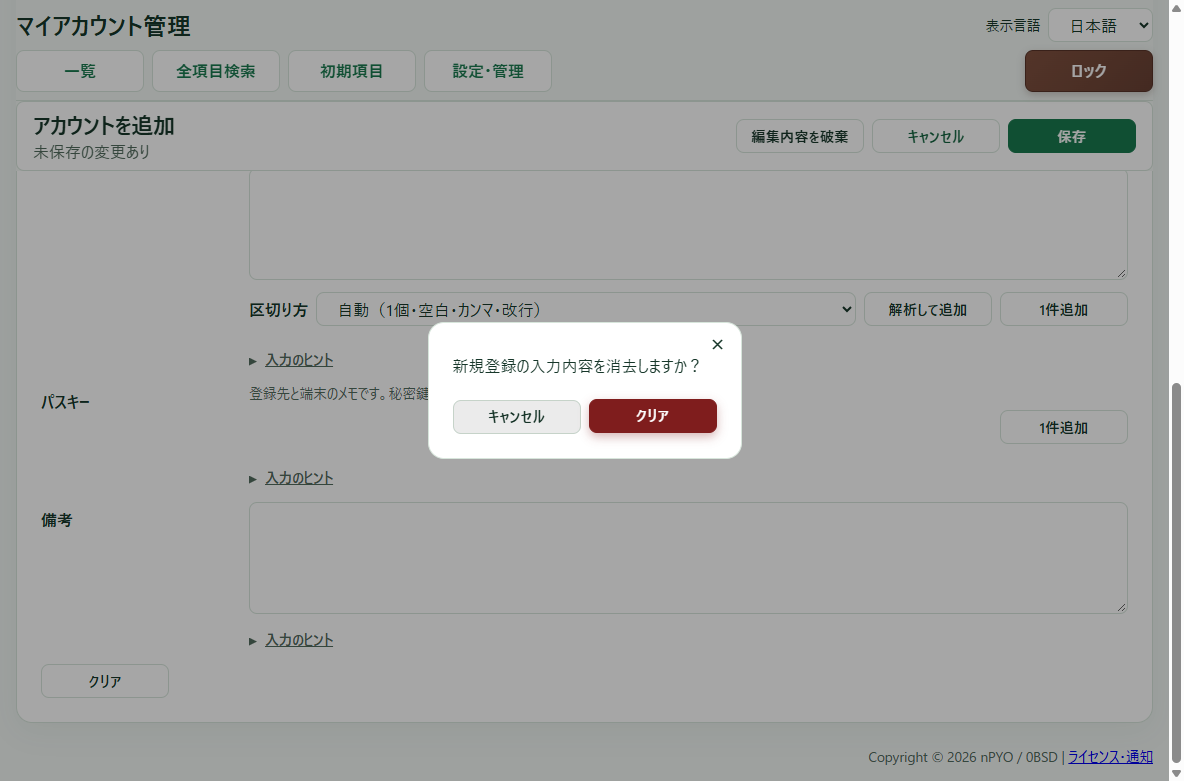 マイアカウント管理
表示言語 日本語
一覧 全項目検索 初期項目 設定・管理 ロック
アカウントを追加
未保存の変更あり
編集内容を破棄 キャンセル 保存
区切り方 自動（1個・空白・カンマ・改行） 解析して追加 1件追加
▶ 入力のヒント
パスキー
登録先と端末のメモです。秘密鍵
1件追加
▶ 入力のヒント
備考
▶ 入力のヒント
クリア
×
新規登録の入力内容を消去しますか？
キャンセル クリア
Copyright © 2026 nPYO / 0BSD | ライセンス・通知